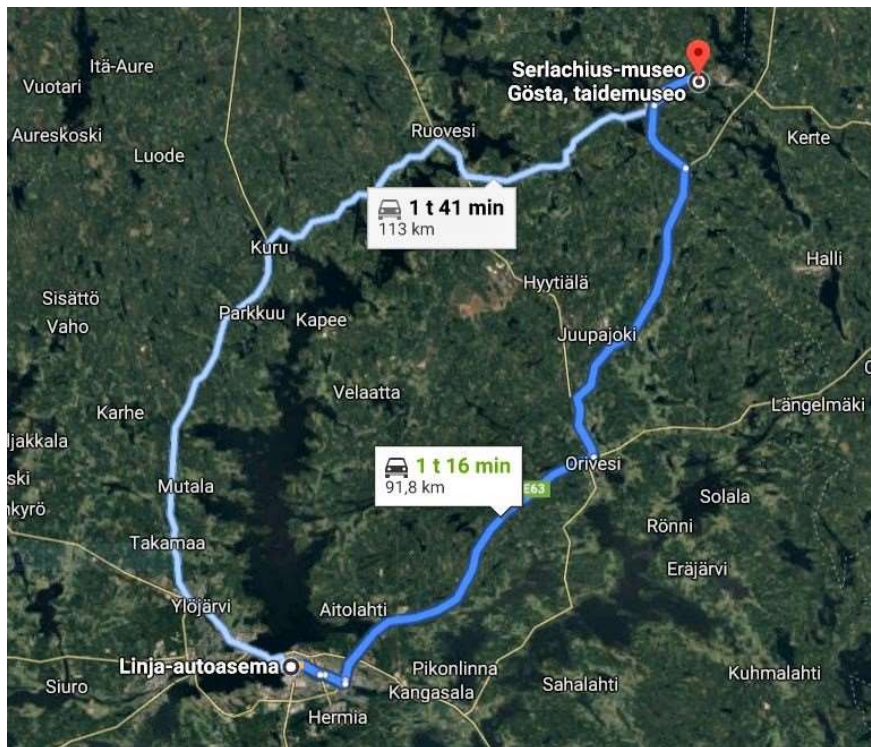 Itä-Aure
Vuotari
Serlachius-museo
Gösta, taidemuseo
Aureskoski
Ruovesi
Kerte
Luode
1 t 41 min
113 km
Kuru
Halli
Hyytiälä
Sisättö
Vaho
Parkkuu
Kapee
Juupajoki
Velaatta
Karhe
Längelmäki
ljakkala
1 t 16 min
91,8 km
Orivesi
ski
Mutala
E63
Solala
nkyrö
Rönni
Takamaa
Eräjärvi
Ylöjärvi
Aitolahti
Linja-autoasema
Pikonlinna
Kuhmalahti
Siuro
Kangasala
Sahalahti
Hermia